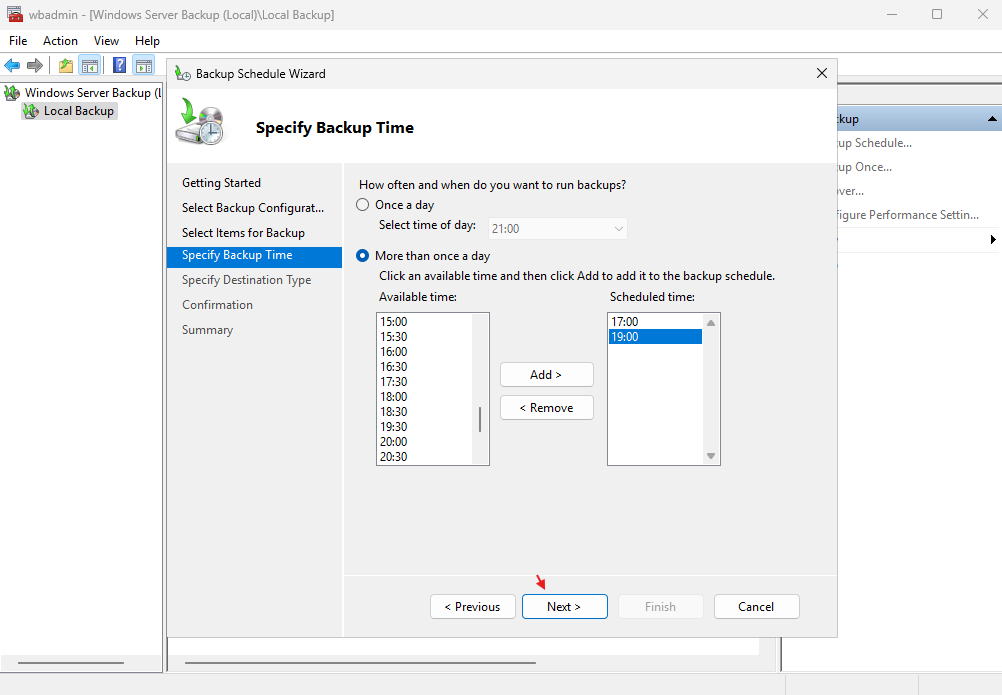 wbadmin - [Windows Server Backup (Local)\Local Backup]
File Action View Help
Windows Server Backup (L
Local Backup
Backup Schedule Wizard
Specify Backup Time
Getting Started
Select Backup Configurat...
Select Items for Backup
Specify Backup Time
Specify Destination Type
Confirmation
Summary
How often and when do you want to run backups?
Once a day
Select time of day: 21:00
More than once a day
Click an available time and then click Add to add it to the backup schedule.
Available time:
15:00
15:30
16:00
16:30
17:30
18:00
18:30
19:30
20:00
20:30
Add >
< Remove
Scheduled time:
17:00
19:00
< Previous
Next >
Finish
Cancel
kup
up Schedule...
up Once...
ver...
figure Performance Settin...